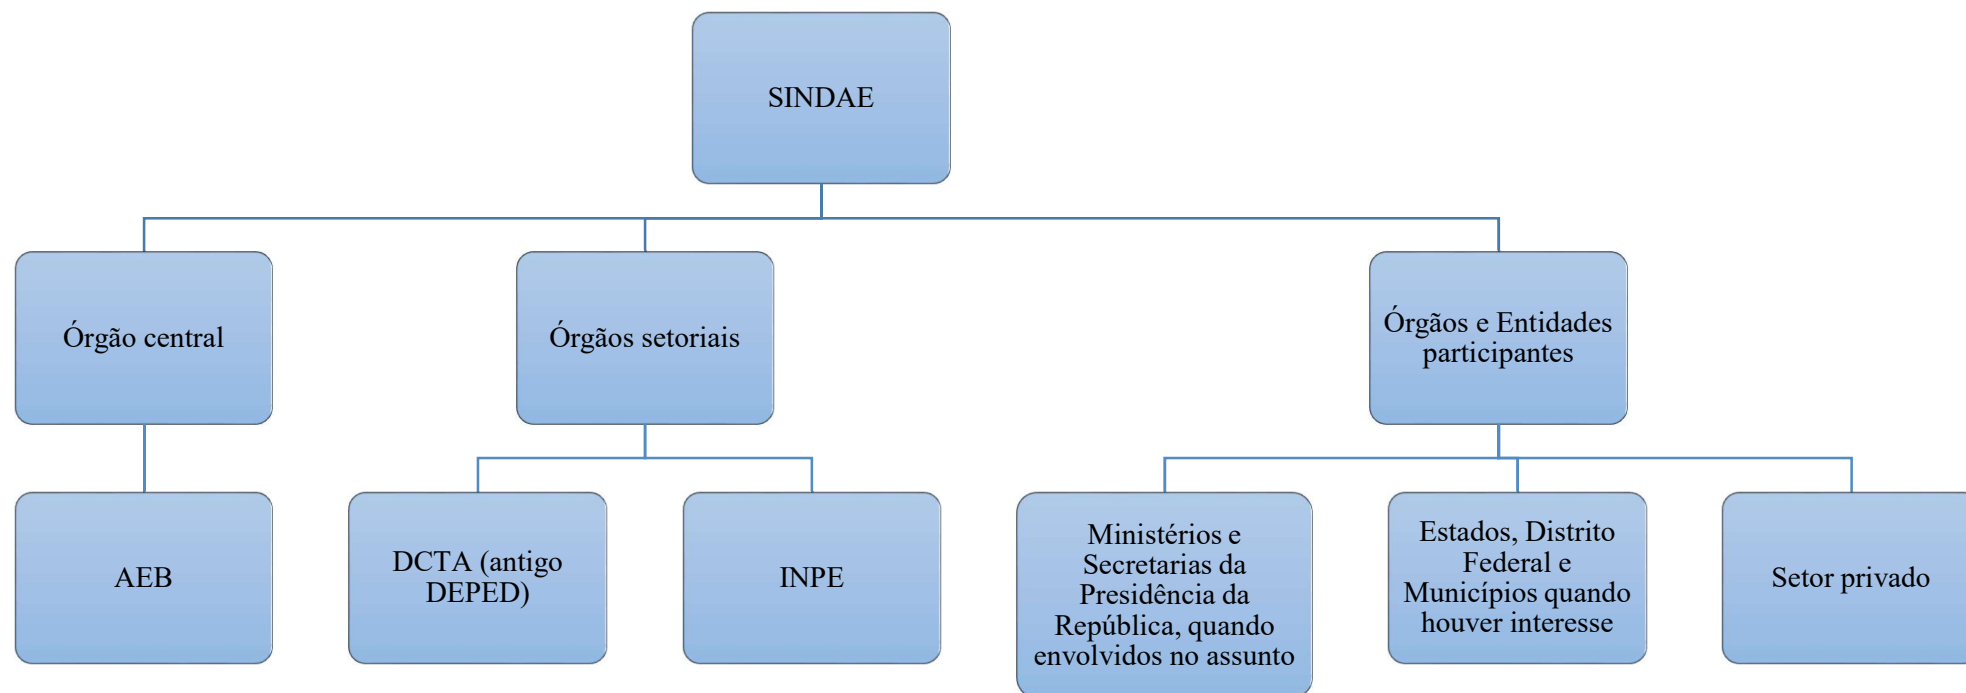 SINDAE
Órgão central
Órgãos setoriais
Órgãos e Entidades
participantes
AEB
DCTA (antigo
DEPED)
INPE
Ministérios e
Secretarias da
Presidência da
República, quando
envolvidos no assunto
Estados, Distrito
Federal e
Municípios quando
houver interesse
Setor privado